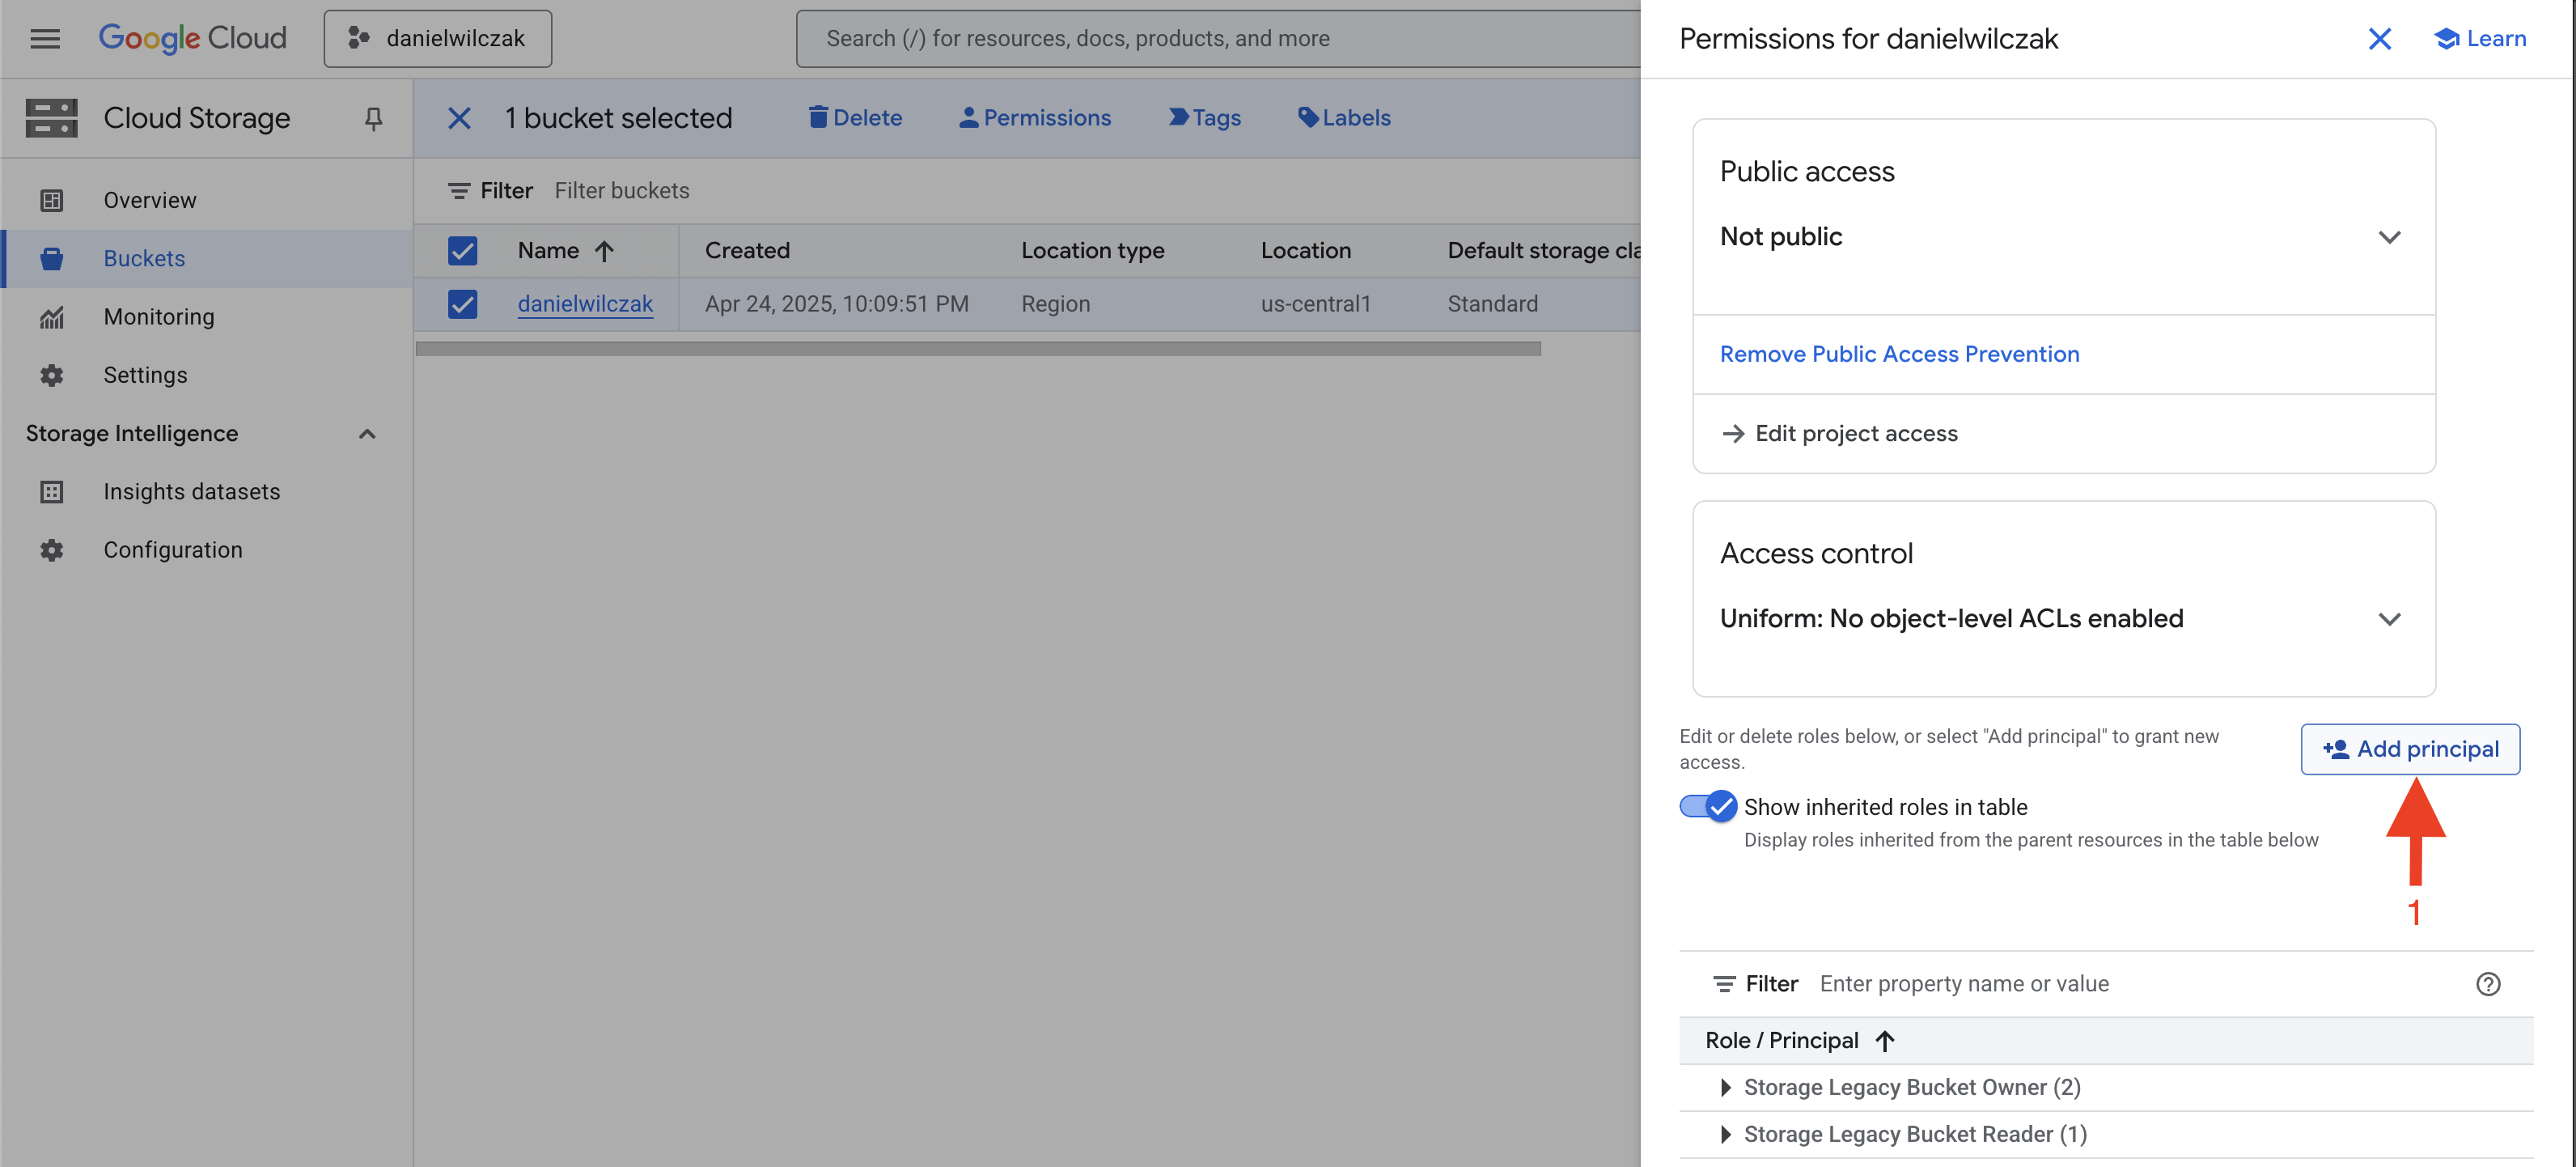 Google Cloud
danielwilczak
Search (/) for resources, docs, products, and more
Cloud Storage
Overview
Buckets
Monitoring
Settings
Storage Intelligence
Insights datasets
Configuration
1 bucket selected
Delete
Permissions
Tags
Labels
Filter Filter buckets
Name Created Location type Location Default storage cla
danielwilczak Apr 24, 2025, 10:09:51 PM Region us-central1 Standard
Permissions for danielwilczak
Learn
Public access
Not public
Remove Public Access Prevention
Edit project access
Access control
Uniform: No object-level ACLs enabled
Edit or delete roles below, or select "Add principal" to grant new
access.
Add principal
Show inherited roles in table
Display roles inherited from the parent resources in the table below
1
Filter Enter property name or value
Role / Principal
Storage Legacy Bucket Owner (2)
Storage Legacy Bucket Reader (1)